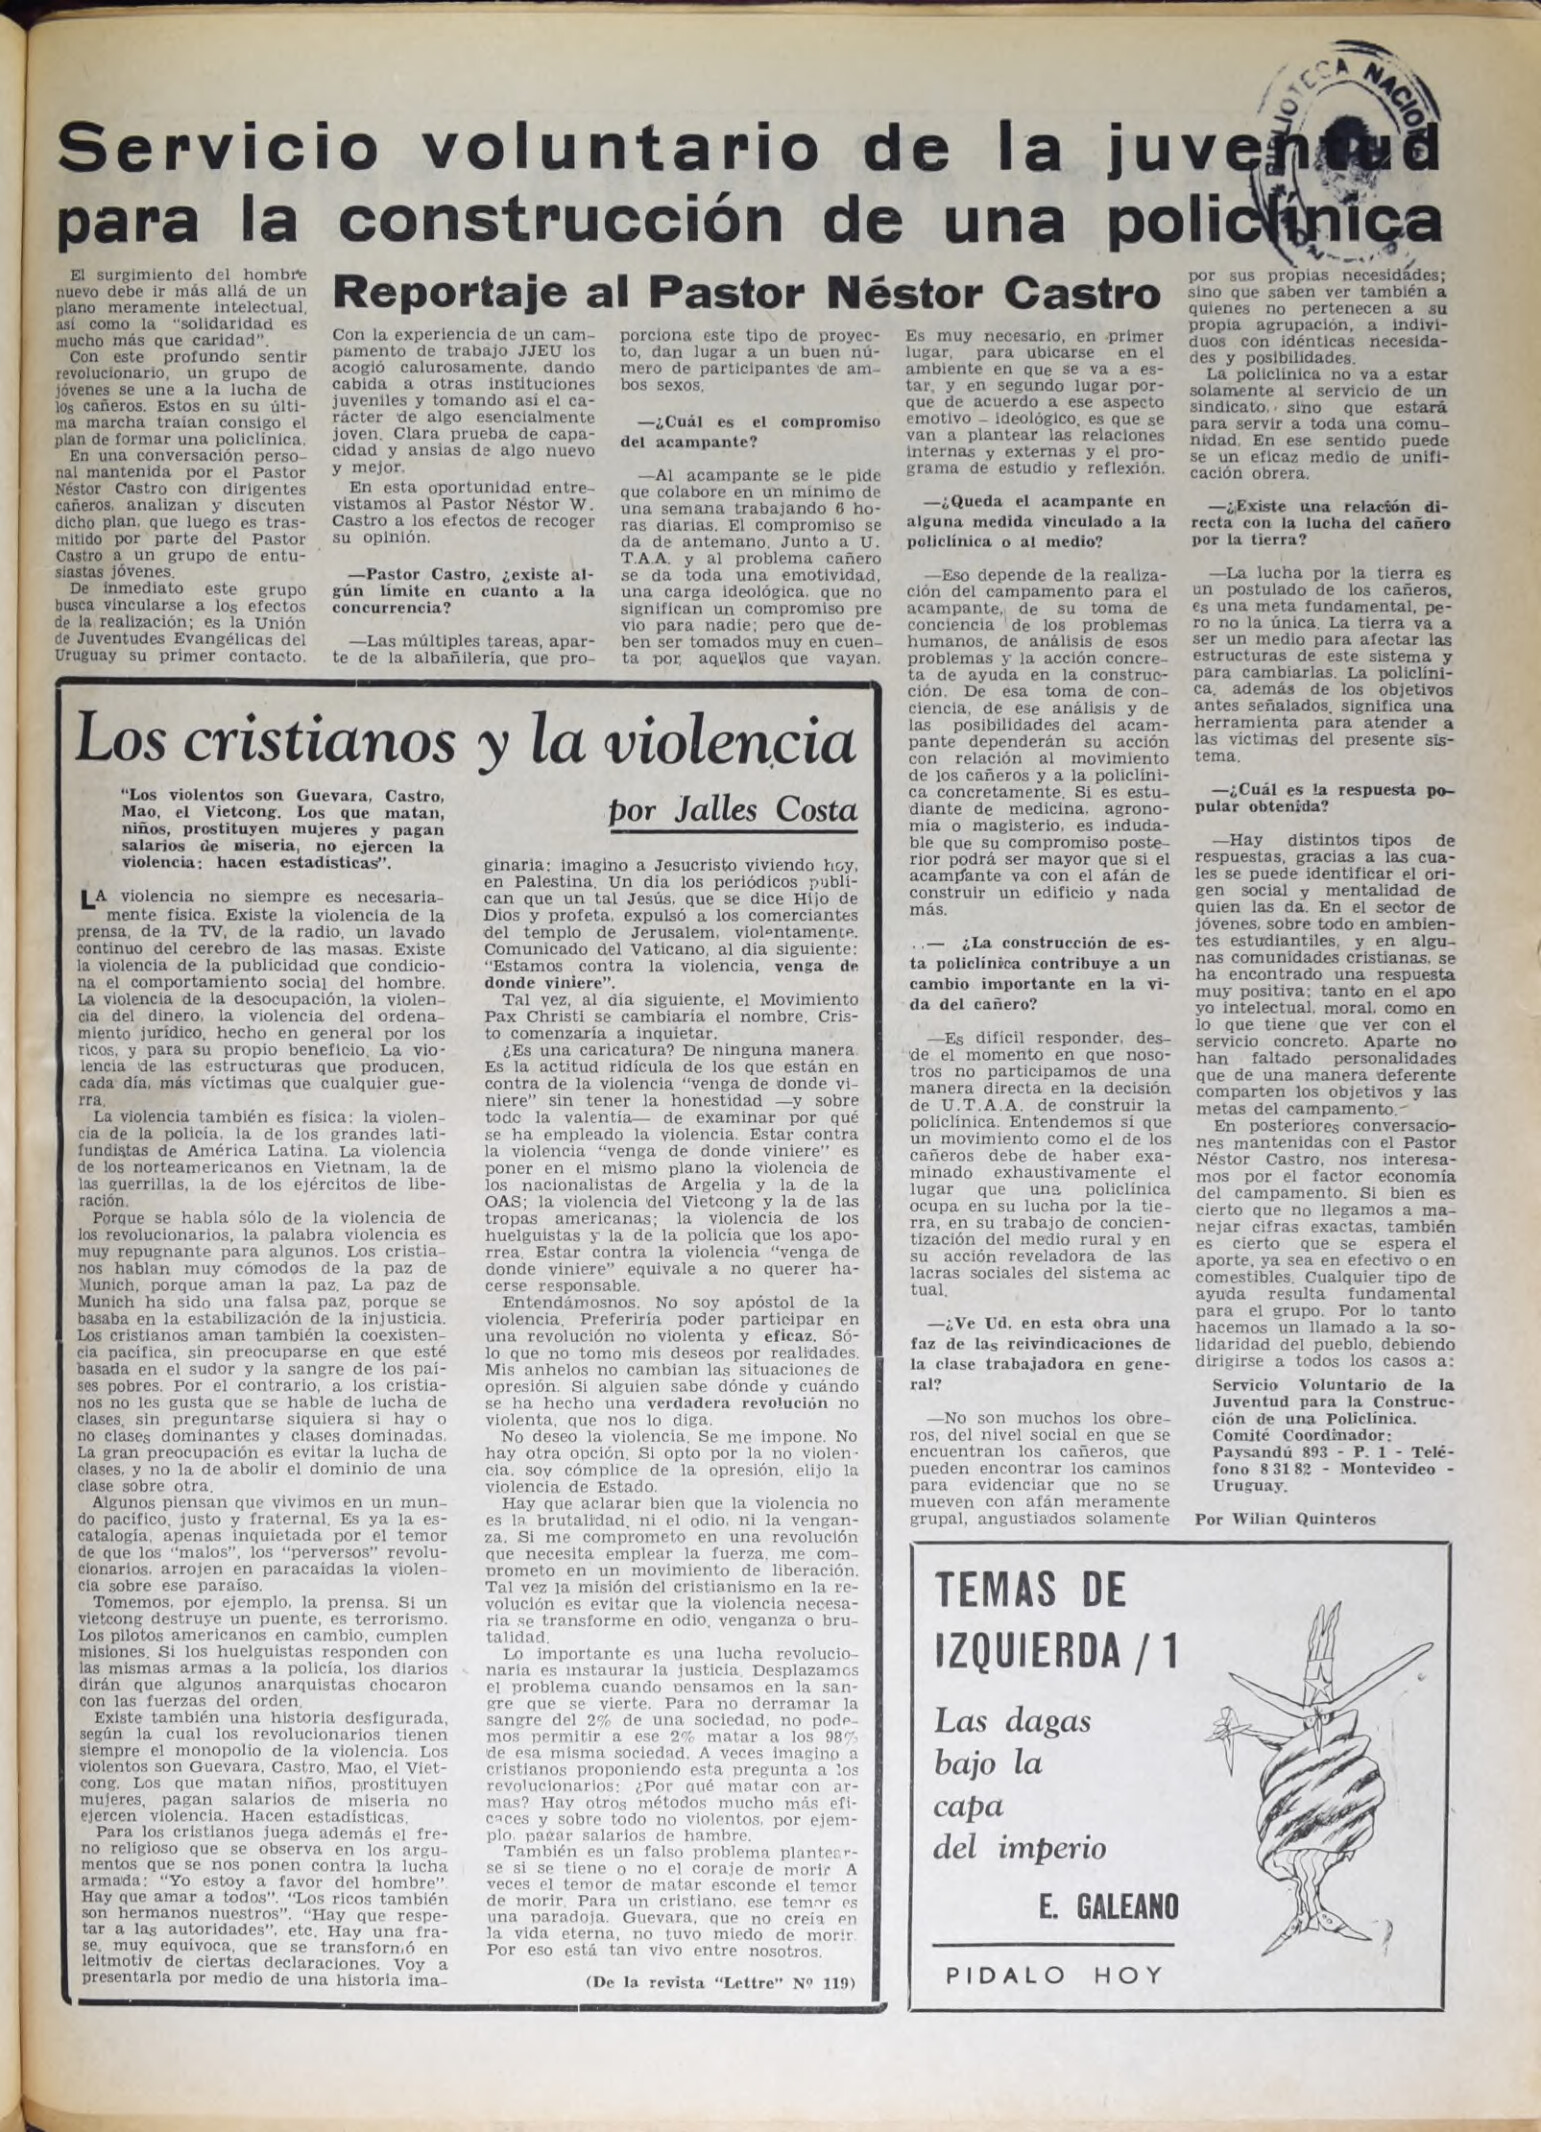 BIBLIOTECA NACIONAL
Servicio voluntario de la juventud
para la construcción de una policlínica
Reportaje al Pastor Néstor Castro
El surgimiento del hombre
nuevo debe ir más allá de un
plano meramente intelectual,
así como la "solidaridad es
mucho más que caridad".
Con este profundo sentir
revolucionario, un grupo de
jóvenes se une a la lucha de
los cañeros. Estos en su últi-
ma marcha traían consigo el
plan de formar una policlínica.
En una conversación perso-
nal mantenida por el Pastor
Néstor Castro con dirigentes
cañeros, analizan y discuten
dicho plan, que luego es tras-
mitido por parte del Pastor
Castro a un grupo de entu-
siastas jóvenes.
De inmediato este grupo
busca vincularse a los efectos
de la realización; es la Unión
de Juventudes Evangélicas del
Uruguay su primer contacto.
Con la experiencia de un cam-
pamento de trabajo JJEU los
acogió calurosamente, dando
cabida a otras instituciones
juveniles y tomando así el ca-
rácter de algo esencialmente
joven. Clara prueba de capa-
cidad y ansias de algo nuevo
y mejor.
En esta oportunidad entre-
vistamos al Pastor Néstor W.
Castro a los efectos de recoger
su opinión.
—Pastor Castro, ¿existe al-
gún límite en cuanto a la
concurrencia?
—Las múltiples tareas, apar-
te de la albañilería, que pro-
porciona este tipo de proyec-
to, dan lugar a un buen nú-
mero de participantes de am-
bos sexos.
—¿Cuál es el compromiso
del acampante?
—Al acampante se le pide
que colabore en un mínimo de
una semana trabajando 6 ho-
ras diarias. El compromiso se
da de antemano. Junto a U.
T.A.A. y al problema cañero
se da toda una emotividad,
una carga ideológica, que no
significan un compromiso pre
vio para nadie; pero que de-
ben ser tomados muy en cuen-
ta por aquellos que vayan.
Es muy necesario, en primer
lugar, para ubicarse en el
ambiente en que se va a es-
tar, y en segundo lugar por-
que de acuerdo a ese aspecto
emotivo - ideológico, es que se
van a plantear las relaciones
internas y externas y el pro-
grama de estudio y reflexión.
—¿Queda el acampante en
alguna medida vinculado a la
policlínica o al medio?
—Eso depende de la realiza-
ción del campamento para el
acampante, de su toma de
conciencia de los problemas
humanos, de análisis de esos
problemas y la acción concre-
ta de ayuda en la construc-
ción. De esa toma de con-
ciencia, de ese análisis y de
las posibilidades del acam-
pante dependerán su acción
con relación al movimiento
de los cañeros y a la policlíni-
ca concretamente. Si es estu-
diante de medicina, agrono-
mía o magisterio, es induda-
ble que su compromiso poste-
rior podrá ser mayor que si el
acampante va con el afán de
construir un edificio y nada
más.
..— ¿La construcción de es-
ta policlínica contribuye a un
cambio importante en la vi-
da del cañero?
—Es difícil responder, des-
de el momento en que noso-
tros no participamos de una
manera directa en la decisión
de U.T.A.A. de construir la
policlínica. Entendemos sí que
un movimiento como el de los
cañeros debe de haber exa-
minado exhaustivamente el
lugar que una policlínica
ocupa en su lucha por la tie-
rra, en su trabajo de concien-
tización del medio rural y en
su acción reveladora de las
lacras sociales del sistema ac
tual.
—¿Ve Ud. en esta obra una
faz de las reivindicaciones de
la clase trabajadora en gene-
ral?
—No son muchos los obre-
ros, del nivel social en que se
encuentran los cañeros, que
pueden encontrar los caminos
para evidenciar que no se
mueven con afán meramente
grupal, angustiados solamente
por sus propias necesidades;
sino que saben ver también a
quienes no pertenecen a su
propia agrupación, a indivi-
duos con idénticas necesida-
des y posibilidades.
La policlínica no va a estar
solamente al servicio de un
sindicato, sino que estará
para servir a toda una comu-
nidad. En ese sentido puede
se un eficaz medio de unifi-
cación obrera.
—¿Existe una relación di-
recta con la lucha del cañero
por la tierra?
—La lucha por la tierra es
un postulado de los cañeros,
es una meta fundamental, pe-
ro no la única. La tierra va a
ser un medio para afectar las
estructuras de este sistema y
para cambiarlas. La policlíni-
ca, además de los objetivos
antes señalados, significa una
herramienta para atender a
las víctimas del presente sis-
tema.
—¿Cuál es la respuesta po-
pular obtenida?
—Hay distintos tipos de
respuestas, gracias a las cua-
les se puede identificar el ori-
gen social y mentalidad de
quien las da. En el sector de
jóvenes, sobre todo en ambien-
tes estudiantiles, y en algu-
nas comunidades cristianas, se
ha encontrado una respuesta
muy positiva; tanto en el apo
yo intelectual, moral, como en
lo que tiene que ver con el
servicio concreto. Aparte no
han faltado personalidades
que de una manera deferente
comparten los objetivos y las
metas del campamento.
En posteriores conversacio-
nes mantenidas con el Pastor
Néstor Castro, nos interesa-
mos por el factor economía
del campamento. Si bien es
cierto que no llegamos a ma-
nejar cifras exactas, también
es cierto que se espera el
aporte, ya sea en efectivo o en
comestibles. Cualquier tipo de
ayuda resulta fundamental
para el grupo. Por lo tanto
hacemos un llamado a la so-
lidaridad del pueblo, debiendo
dirigirse a todos los casos a:
Servicio Voluntario de la
Juventud para la Construc-
ción de una Policlínica.
Comité Coordinador:
Paysandú 893 - P. 1 - Telé-
fono 8 31 82 - Montevideo -
Uruguay.
Por Wilian Quinteros
Los cristianos y la violencia
por Jalles Costa
"Los violentos son Guevara, Castro,
Mao, el Vietcong. Los que matan,
niños, prostituyen mujeres y pagan
salarios de miseria, no ejercen la
violencia: hacen estadísticas".
LA violencia no siempre es necesaria-
mente física. Existe la violencia de la
prensa, de la TV, de la radio, un lavado
continuo del cerebro de las masas. Existe
la violencia de la publicidad que condicio-
na el comportamiento social del hombre.
La violencia de la desocupación, la violen-
cia del dinero, la violencia del ordena-
miento jurídico, hecho en general por los
ricos, y para su propio beneficio. La vio-
lencia de las estructuras que producen,
cada día, más víctimas que cualquier gue-
rra.
La violencia también es física: la violen-
cia de la policía, la de los grandes lati-
fundistas de América Latina. La violencia
de los norteamericanos en Vietnam, la de
las guerrillas, la de los ejércitos de libe-
ración.
Porque se habla sólo de la violencia de
los revolucionarios, la palabra violencia es
muy repugnante para algunos. Los cristia-
nos hablan muy cómodos de la paz de
Munich, porque aman la paz. La paz de
Munich ha sido una falsa paz, porque se
basaba en la estabilización de la injusticia.
Los cristianos aman también la coexisten-
cia pacífica, sin preocuparse en que esté
basada en el sudor y la sangre de los paí-
ses pobres. Por el contrario, a los cristia-
nos no les gusta que se hable de lucha de
clases, sin preguntarse siquiera si hay o
no clases dominantes y clases dominadas.
La gran preocupación es evitar la lucha de
clases, y no la de abolir el dominio de una
clase sobre otra.
Algunos piensan que vivimos en un mun-
do pacífico, justo y fraternal. Es ya la es-
catalogía, apenas inquietada por el temor
de que los "malos", los "perversos" revolu-
cionarios, arrojen en paracaídas la violen-
cia sobre ese paraíso.
Tomemos, por ejemplo, la prensa. Si un
vietcong destruye un puente, es terrorismo.
Los pilotos americanos en cambio, cumplen
misiones. Si los huelguistas responden con
las mismas armas a la policía, los diarios
dirán que algunos anarquistas chocaron
con las fuerzas del orden.
Existe también una historia desfigurada,
según la cual los revolucionarios tienen
siempre el monopolio de la violencia. Los
violentos son Guevara, Castro, Mao, el Viet-
cong. Los que matan niños, prostituyen
mujeres, pagan salarios de miseria no
ejercen violencia. Hacen estadísticas.
Para los cristianos juega además el fre-
no religioso que se observa en los argu-
mentos que se nos ponen contra la lucha
armada: "Yo estoy a favor del hombre".
Hay que amar a todos". "Los ricos también
son hermanos nuestros". "Hay que respe-
tar a las autoridades", etc. Hay una fra-
se, muy equívoca, que se transformó en
leitmotiv de ciertas declaraciones. Voy a
presentarla por medio de una historia ima-
ginaria: imagino a Jesucristo viviendo hoy,
en Palestina. Un día los periódicos publi-
can que un tal Jesús, que se dice Hijo de
Dios y profeta, expulsó a los comerciantes
del templo de Jerusalem, violentamente.
Comunicado del Vaticano, al día siguiente:
"Estamos contra la violencia, venga de
donde viniere".
Tal vez, al día siguiente, el Movimiento
Pax Christi se cambiaría el nombre. Cris-
to comenzaría a inquietar.
¿Es una caricatura? De ninguna manera.
Es la actitud ridícula de los que están en
contra de la violencia "venga de donde vi-
niere" sin tener la honestidad —y sobre
todo la valentía— de examinar por qué
se ha empleado la violencia. Estar contra
la violencia "venga de donde viniere" es
poner en el mismo plano la violencia de
los nacionalistas de Argelia y la de la
OAS; la violencia del Vietcong y la de las
tropas americanas; la violencia de los
huelguistas y la de la policía que los apo-
rrea. Estar contra la violencia "venga de
donde viniere" equivale a no querer ha-
cerse responsable.
Entendámosnos. No soy apóstol de la
violencia. Preferiría poder participar en
una revolución no violenta y eficaz. Só-
lo que no tomo mis deseos por realidades.
Mis anhelos no cambian las situaciones de
opresión. Si alguien sabe dónde y cuándo
se ha hecho una verdadera revolución no
violenta, que nos lo diga.
No deseo la violencia. Se me impone. No
hay otra opción. Si opto por la no violen-
cia, soy cómplice de la opresión, elijo la
violencia de Estado.
Hay que aclarar bien que la violencia no
es la brutalidad, ni el odio, ni la vengan-
za. Si me comprometo en una revolución
que necesita emplear la fuerza, me com-
prometo en un movimiento de liberación.
Tal vez la misión del cristianismo en la re-
volución es evitar que la violencia necesa-
ria se transforme en odio, venganza o bru-
talidad.
Lo importante es una lucha revolucio-
naria es instaurar la justicia. Desplazamos
el problema cuando pensamos en la san-
gre que se vierte. Para no derramar la
sangre del 2% de una sociedad, no pode-
mos permitir a ese 2% matar a los 98%
de esa misma sociedad. A veces imagino a
cristianos proponiendo esta pregunta a los
revolucionarios: ¿Por qué matar con ar-
mas? Hay otros métodos mucho más efi-
caces y sobre todo no violentos, por ejem-
plo, pagar salarios de hambre.
También es un falso problema plantear-
se si se tiene o no el coraje de morir. A
veces el temor de matar esconde el temor
de morir. Para un cristiano, ese temor es
una paradoja. Guevara, que no creía en
la vida eterna, no tuvo miedo de morir.
Por eso está tan vivo entre nosotros.
(De la revista "Lettre" Nº 119)
TEMAS DE
IZQUIERDA / 1
Las dagas
bajo la
capa
del imperio
E. GALEANO
PIDALO HOY